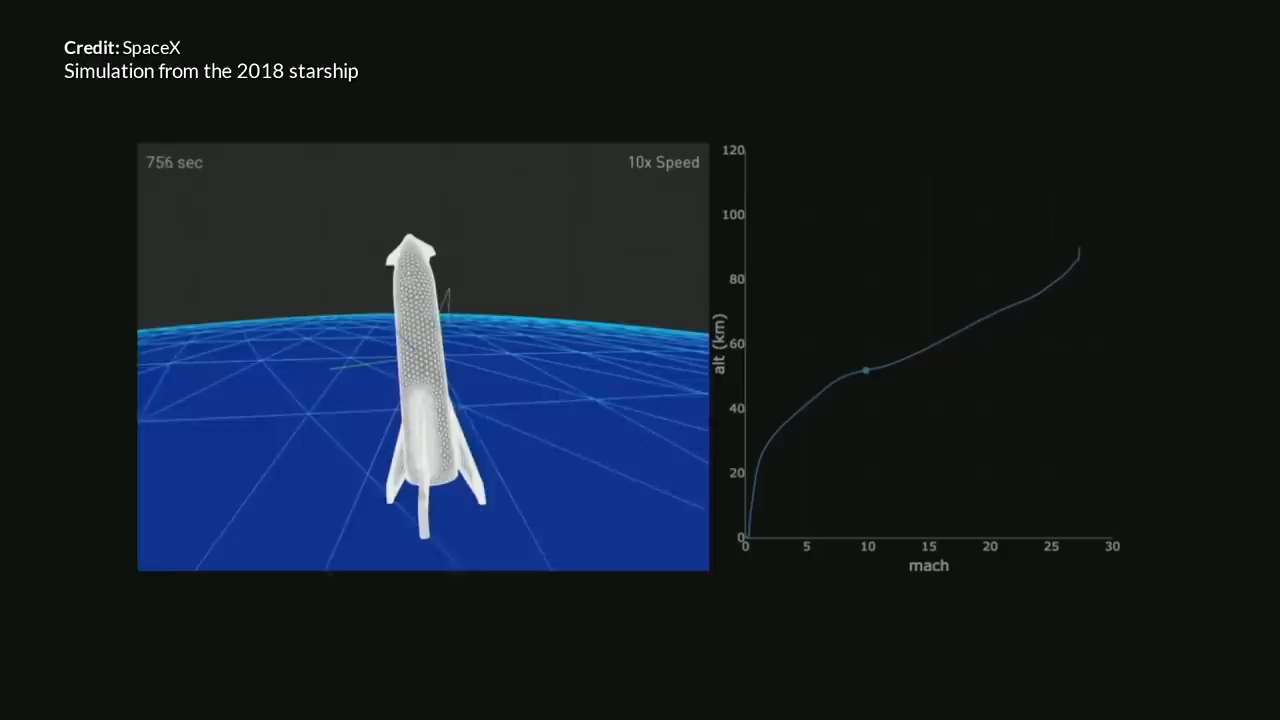 Credit: SpaceX
Simulation from the 2018 starship
756 sec
10x Speed
120
100
80
60
40
20
0
alt (km)
0 5 10 15 20 25 30
mach